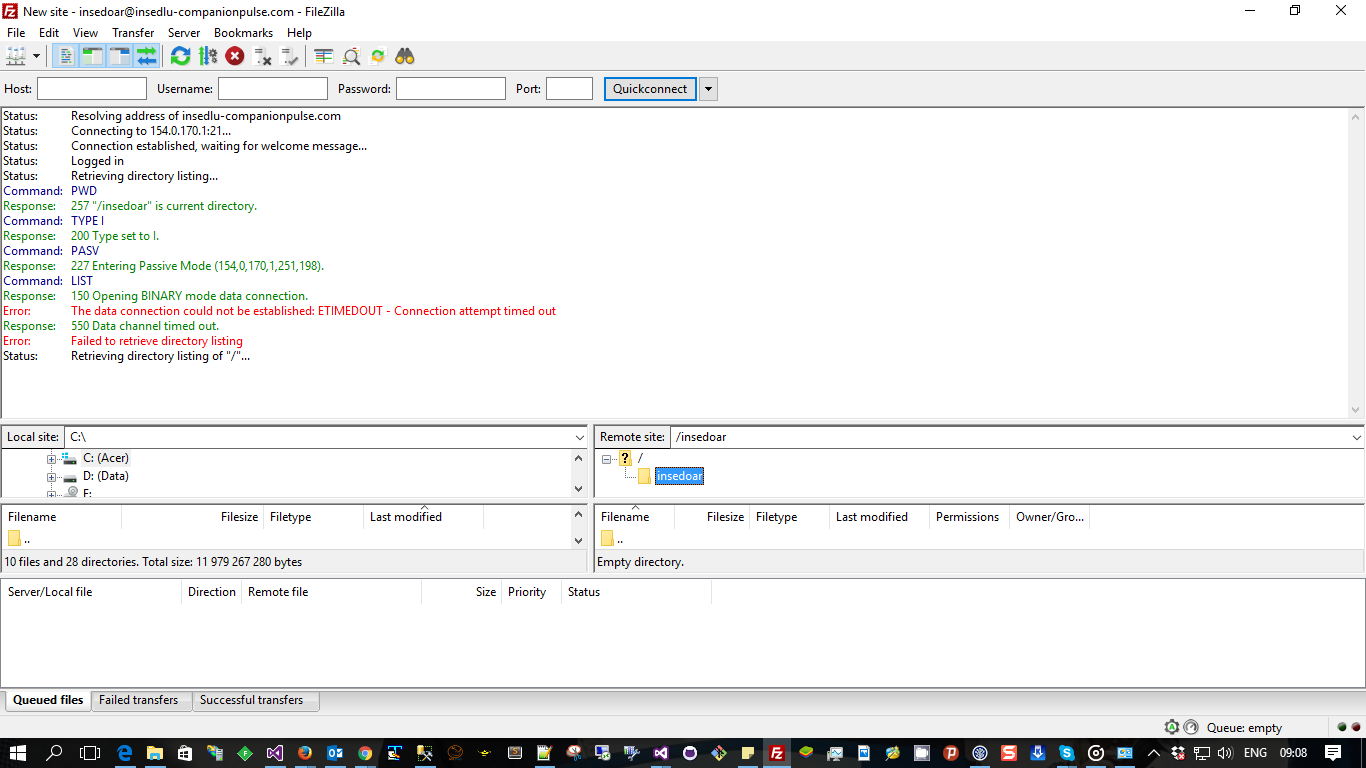 New site - insedoar@insedlu-companionpulse.com - FileZilla
File Edit View Transfer Server Bookmarks Help
Host: Username: Password: Port: Quickconnect
Status: Resolving address of insedlu-companionpulse.com
Status: Connecting to 154.0.170.1:21...
Status: Connection established, waiting for welcome message...
Status: Logged in
Status: Retrieving directory listing...
Command: PWD
Response: 257 "/insedoar" is current directory.
Command: TYPE I
Response: 200 Type set to I.
Command: PASV
Response: 227 Entering Passive Mode (154,0,170,1,251,198).
Command: LIST
Response: 150 Opening BINARY mode data connection.
Error: The data connection could not be established: ETIMEDOUT - Connection attempt timed out
Response: 550 Data channel timed out.
Error: Failed to retrieve directory listing
Status: Retrieving directory listing of "/"...
Local site: C:\
C: (Acer)
D: (Data)
F:
Remote site: /insedoar
? /
insedoar
Filename Filesize Filetype Last modified
..
10 files and 28 directories. Total size: 11 979 267 280 bytes
Filename Filesize Filetype Last modified Permissions Owner/Gro...
..
Empty directory.
Server/Local file Direction Remote file Size Priority Status
Queued files Failed transfers Successful transfers
Queue: empty
ENG 09:08